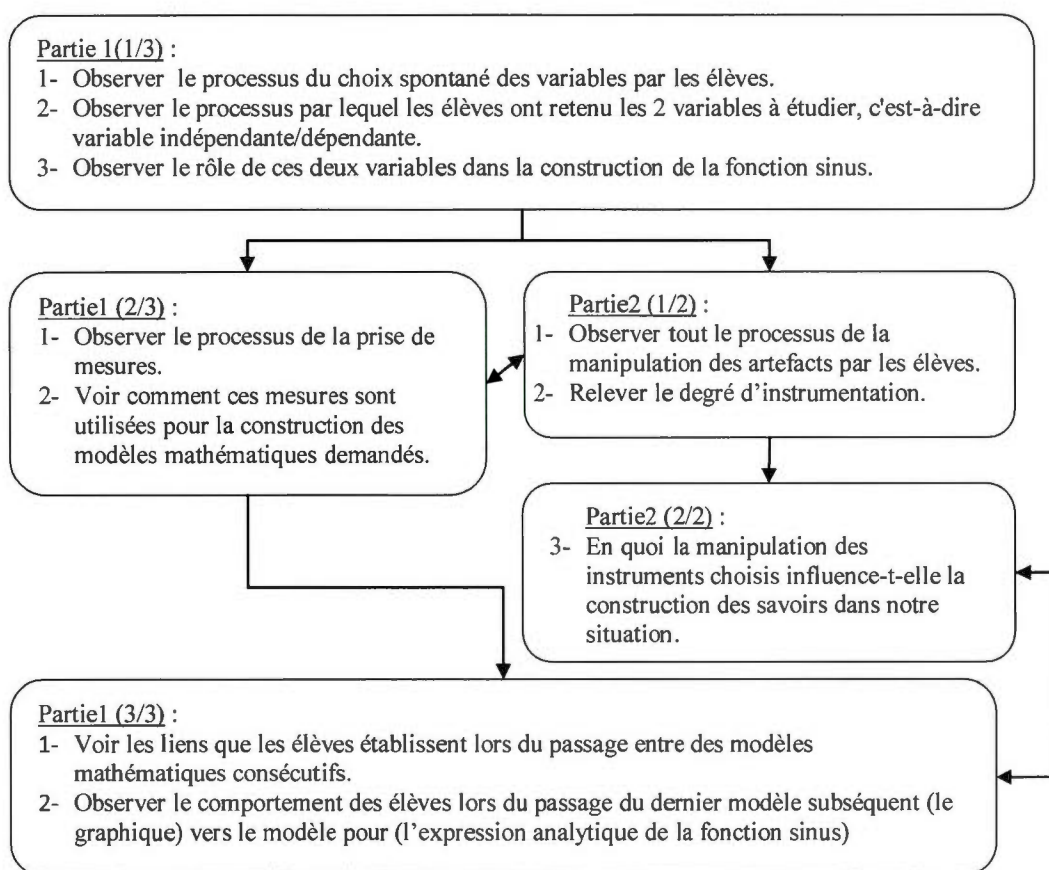 Partie 1(1/3) :
1- Observer le processus du choix spontané des variables par les élèves.
2- Observer le processus par lequel les élèves ont retenu les 2 variables à étudier, c'est-à-dire
variable indépendante/dépendante.
3- Observer le rôle de ces deux variables dans la construction de la fonction sinus.
Partie1 (2/3) :
1- Observer le processus de la prise de
mesures.
2- Voir comment ces mesures sont
utilisées pour la construction des
modèles mathématiques demandés.
Partie2 (1/2) :
1- Observer tout le processus de la
manipulation des artefacts par les élèves.
2- Relever le degré d'instrumentation.
Partie2 (2/2) :
3- En quoi la manipulation des
instruments choisis influence-t-elle la
construction des savoirs dans notre
situation.
Partie1 (3/3) :
1- Voir les liens que les élèves établissent lors du passage entre des modèles
mathématiques consécutifs.
2- Observer le comportement des élèves lors du passage du dernier modèle subséquent (le
graphique) vers le modèle pour (l'expression analytique de la fonction sinus)